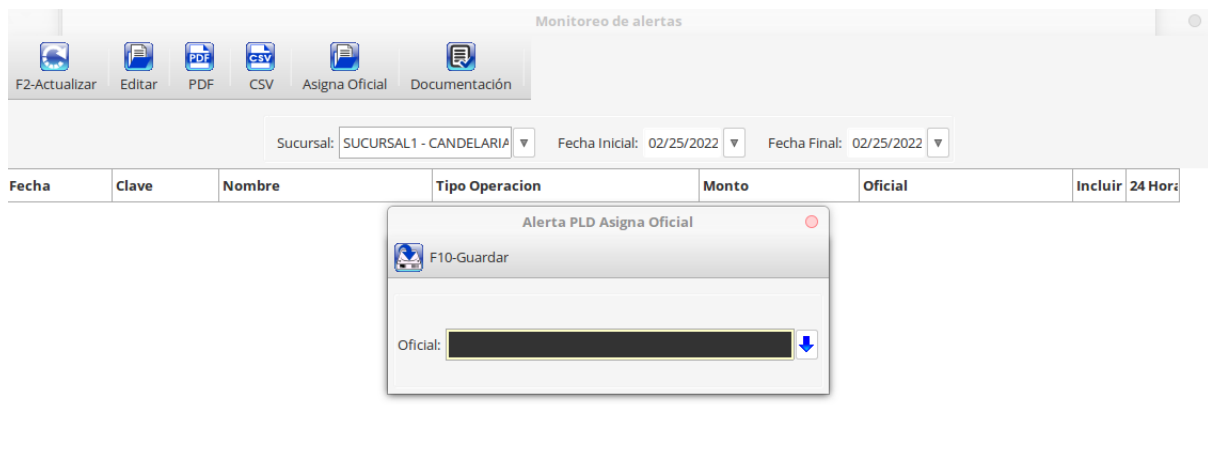 Monitoreo de alertas
F2-Actualizar Editar PDF CSV Asigna Oficial Documentación
Sucursal: SUCURSAL1 - CANDELARIA Fecha Inicial: 02/25/2022 Fecha Final: 02/25/2022
Fecha Clave Nombre Tipo Operacion Monto Oficial Incluir 24 Hora
Alerta PLD Asigna Oficial
F10-Guardar
Oficial: